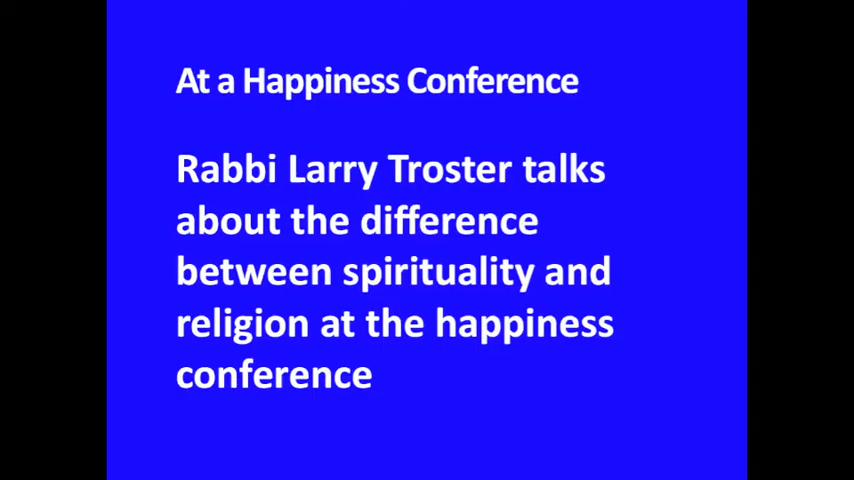 At a Happiness Conference
Rabbi Larry Troster talks
about the difference
between spirituality and
religion at the happiness
conference